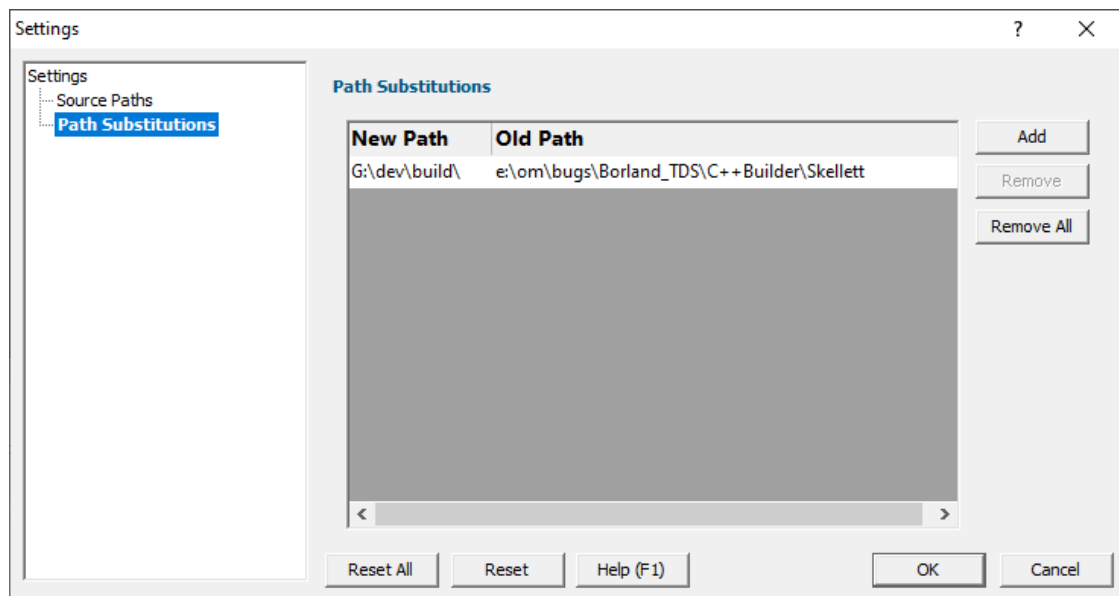 Settings
?
Settings
Source Paths
Path Substitutions
Path Substitutions
New Path Old Path
G:\dev\build\ e:\om\bugs\Borland_TDS\C++Builder\Skellett
Add
Remove
Remove All
Reset All Reset Help (F1) OK Cancel